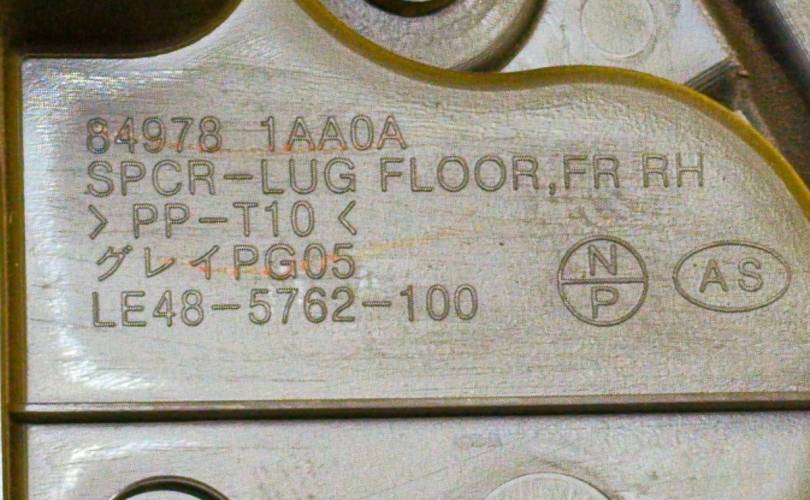 84978 1AA0A
SPCR-LUG FLOOR,FR RH
> PP-T10 <
グレイPG05
LE48-5762-100
N
P
AS